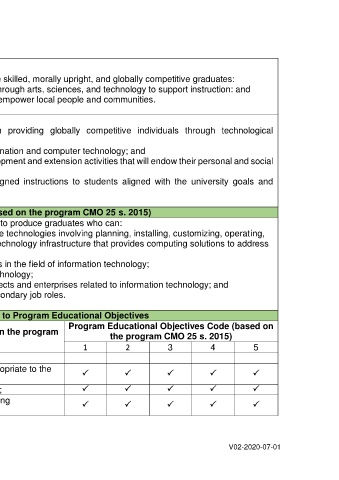 skilled, morally upright, and globally competitive graduates:
rough arts, sciences, and technology to support instruction: and
empower local people and communities.
providing globally competitive individuals through technological
nation and computer technology; and
pment and extension activities that will endow their personal and social
gned instructions to students aligned with the university goals and
sed on the program CMO 25 s. 2015)
to produce graduates who can:
e technologies involving planning, installing, customizing, operating,
echnology infrastructure that provides computing solutions to address
s in the field of information technology;
hnology;
ects and enterprises related to information technology; and
ondary job roles.
to Program Educational Objectives
n the program
Program Educational Objectives Code (based on
the program CMO 25 s. 2015)
1 2 3 4 5
opriate to the
✓ ✓ ✓ ✓ ✓
; ✓ ✓ ✓ ✓ ✓
ng
✓ ✓ ✓ ✓ ✓
V02-2020-07-01